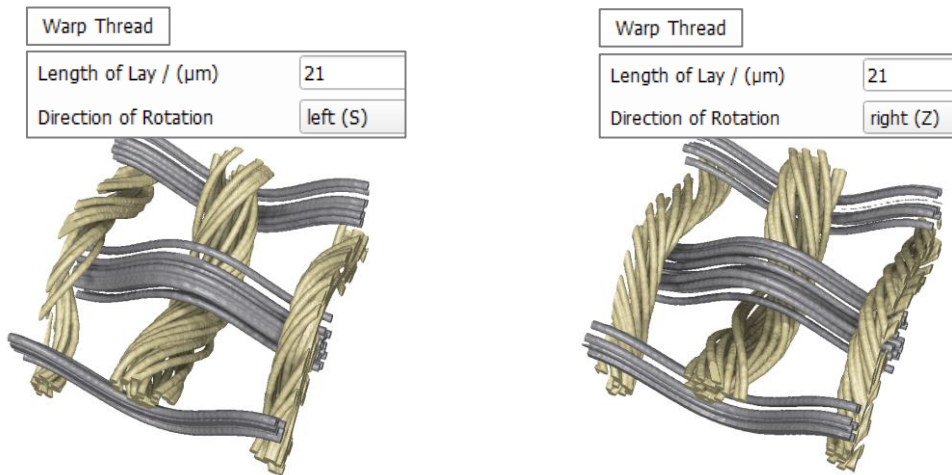 Warp Thread
Length of Lay / (µm) 21
Direction of Rotation left (S)
Warp Thread
Length of Lay / (µm) 21
Direction of Rotation right (Z)